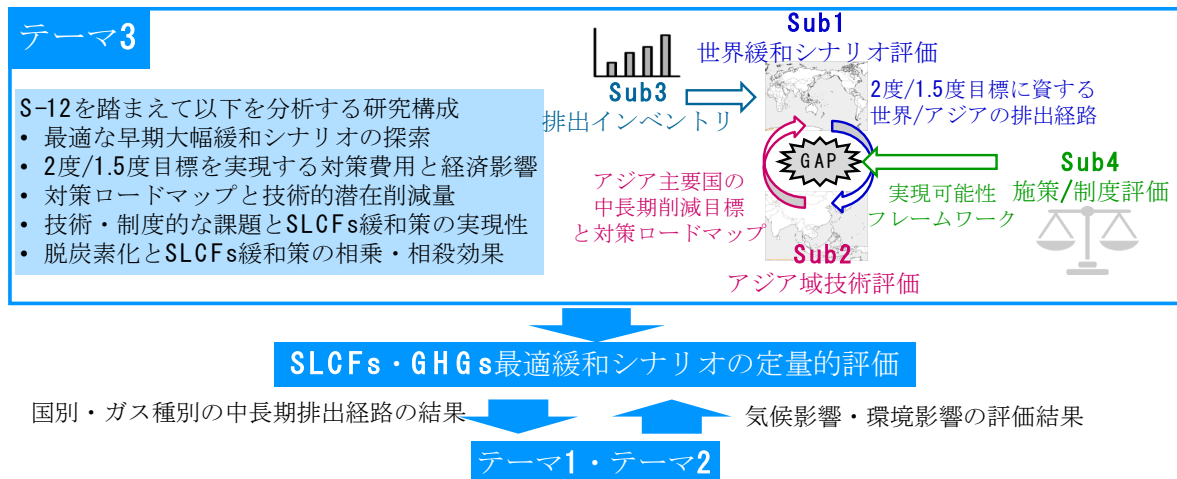 テーマ3
S-12を踏まえて以下を分析する研究構成
• 最適な早期大幅緩和シナリオの探索
• 2度/1.5度目標を実現する対策費用と経済影響
• 対策ロードマップと技術的潜在削減量
• 技術・制度的な課題とSLCFs緩和策の実現性
• 脱炭素化とSLCFs緩和策の相乗・相殺効果
Sub1
世界緩和シナリオ評価
Sub3
排出インベントリ
2度/1.5度目標に資する
世界/アジアの排出経路
GAP
Sub4
施策/制度評価
実現可能性
フレームワーク
アジア主要国の
中長期削減目標
と対策ロードマップ
Sub2
アジア域技術評価
SLCFs・GHGs最適緩和シナリオの定量的評価
国別・ガス種別の中長期排出経路の結果
気候影響・環境影響の評価結果
テーマ1・テーマ2